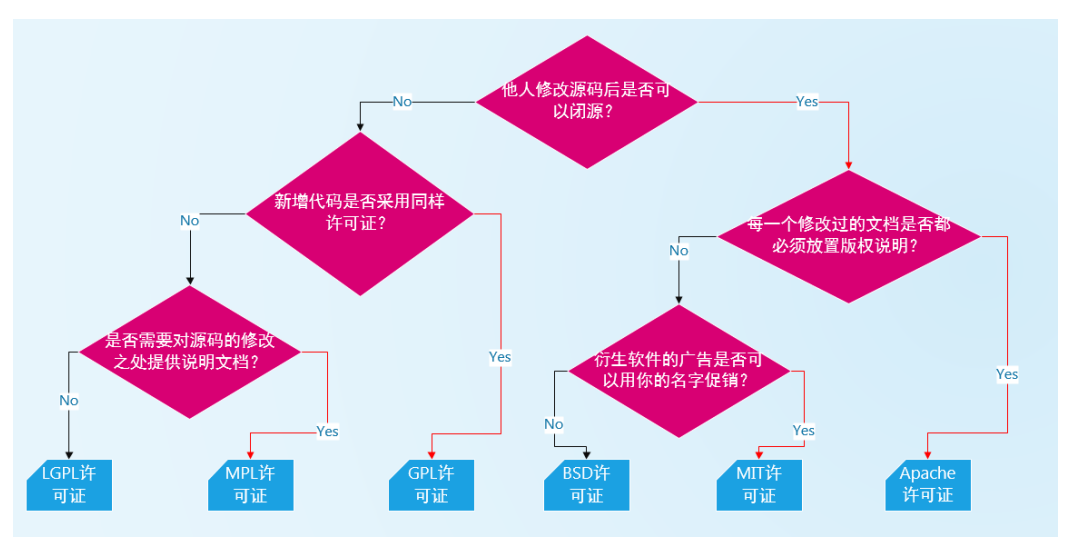 他人修改源码后是否可
以闭源？
No
Yes
新增代码是否采用同样
许可证？
每一个修改过的文档是否都
必须放置版权说明？
No
No
是否需要对源码的修改
之处提供说明文档？
衍生软件的广告是否可
以用你的名字促销？
Yes
Yes
No
Yes
No
Yes
LGPL许
可证
MPL许
可证
GPL许
可证
BSD许
可证
MIT许
可证
Apache
许可证